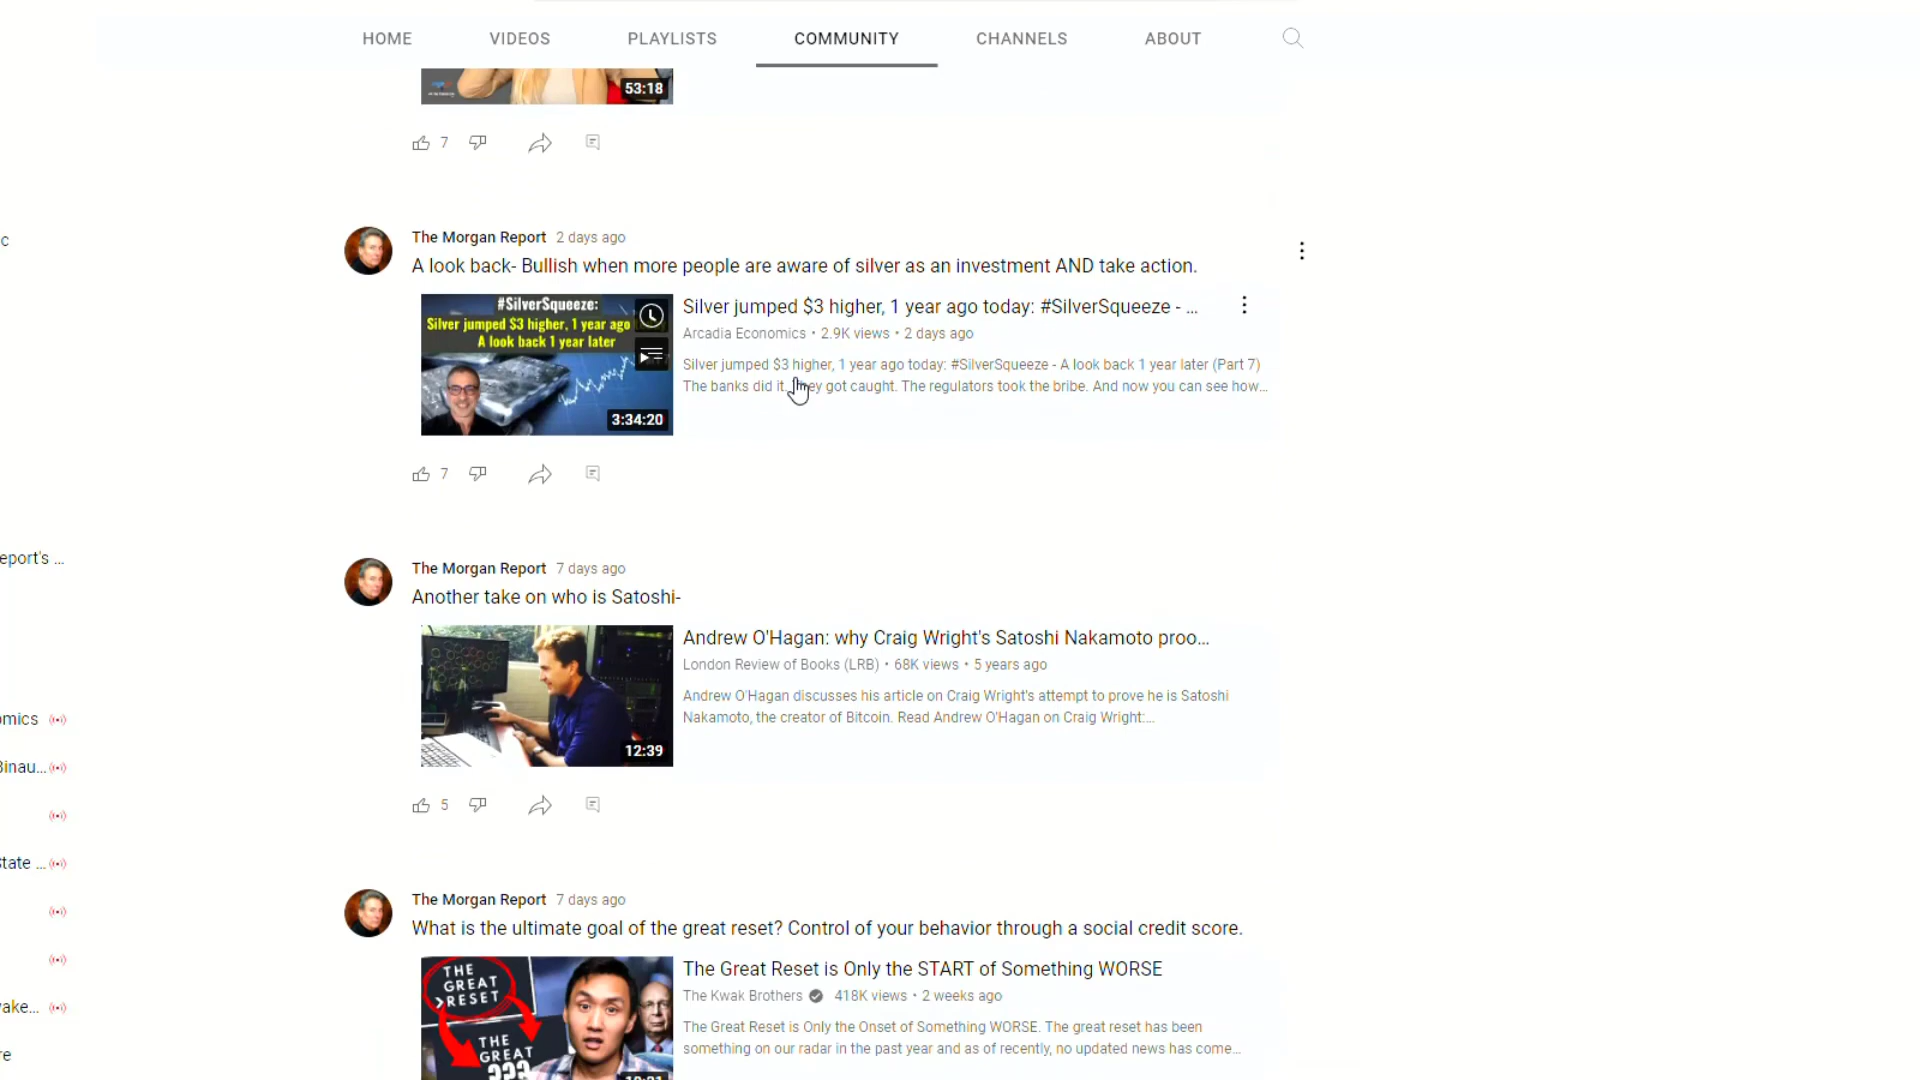 HOME VIDEOS PLAYLISTS COMMUNITY CHANNELS ABOUT
53:18
7
c
The Morgan Report 2 days ago
A look back- Bullish when more people are aware of silver as an investment AND take action.
#SilverSqueeze:
Silver jumped $3 higher, 1 year ago
A look back 1 year later
3:34:20
Silver jumped $3 higher, 1 year ago today: #SilverSqueeze - ...
Arcadia Economics • 2.9K views • 2 days ago
Silver jumped $3 higher, 1 year ago today: #SilverSqueeze - A look back 1 year later (Part 7)
The banks did it. They got caught. The regulators took the bribe. And now you can see how...
7
eport's ...
The Morgan Report 7 days ago
Another take on who is Satoshi-
12:39
Andrew O'Hagan: why Craig Wright's Satoshi Nakamoto proo...
London Review of Books (LRB) • 68K views • 5 years ago
Andrew O'Hagan discusses his article on Craig Wright's attempt to prove he is Satoshi
Nakamoto, the creator of Bitcoin. Read Andrew O'Hagan on Craig Wright:...
omics
Binau...
5
tate ...
The Morgan Report 7 days ago
What is the ultimate goal of the great reset? Control of your behavior through a social credit score.
THE
GREAT
RESET
THE
GREAT
???
The Great Reset is Only the START of Something WORSE
The Kwak Brothers 418K views • 2 weeks ago
The Great Reset is Only the Onset of Something WORSE. The great reset has been
something on our radar in the past year and as of recently, no updated news has come...
ake...
re